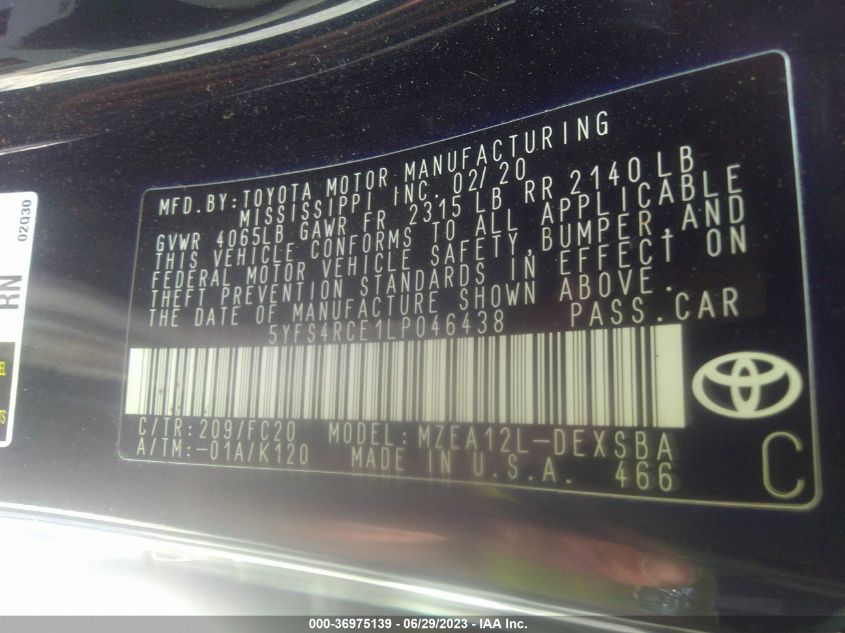 MFD.BY:TOYOTA MOTOR MANUFACTURING
MISSISSIPPI INC. 02/20
GVWR 4065LB GAWR FR 2315 LB RR 2140 LB
THIS VEHICLE CONFORMS TO ALL APPLICABLE
FEDERAL MOTOR VEHICLE SAFETY,BUMPER,AND
THEFT PREVENTION STANDARDS IN EFFECT ON
THE DATE OF MANUFACTURE SHOWN ABOVE.
5YFS4RCE1LP046438 PASS.CAR
C/TR:209/FC20 MODEL:MZEA12L-DEXSBA
A/TM:-01A/K120 MADE IN U.S.A. 466
C
02Q30
RN
000-36975139 - 06/29/2023 - IAA Inc.